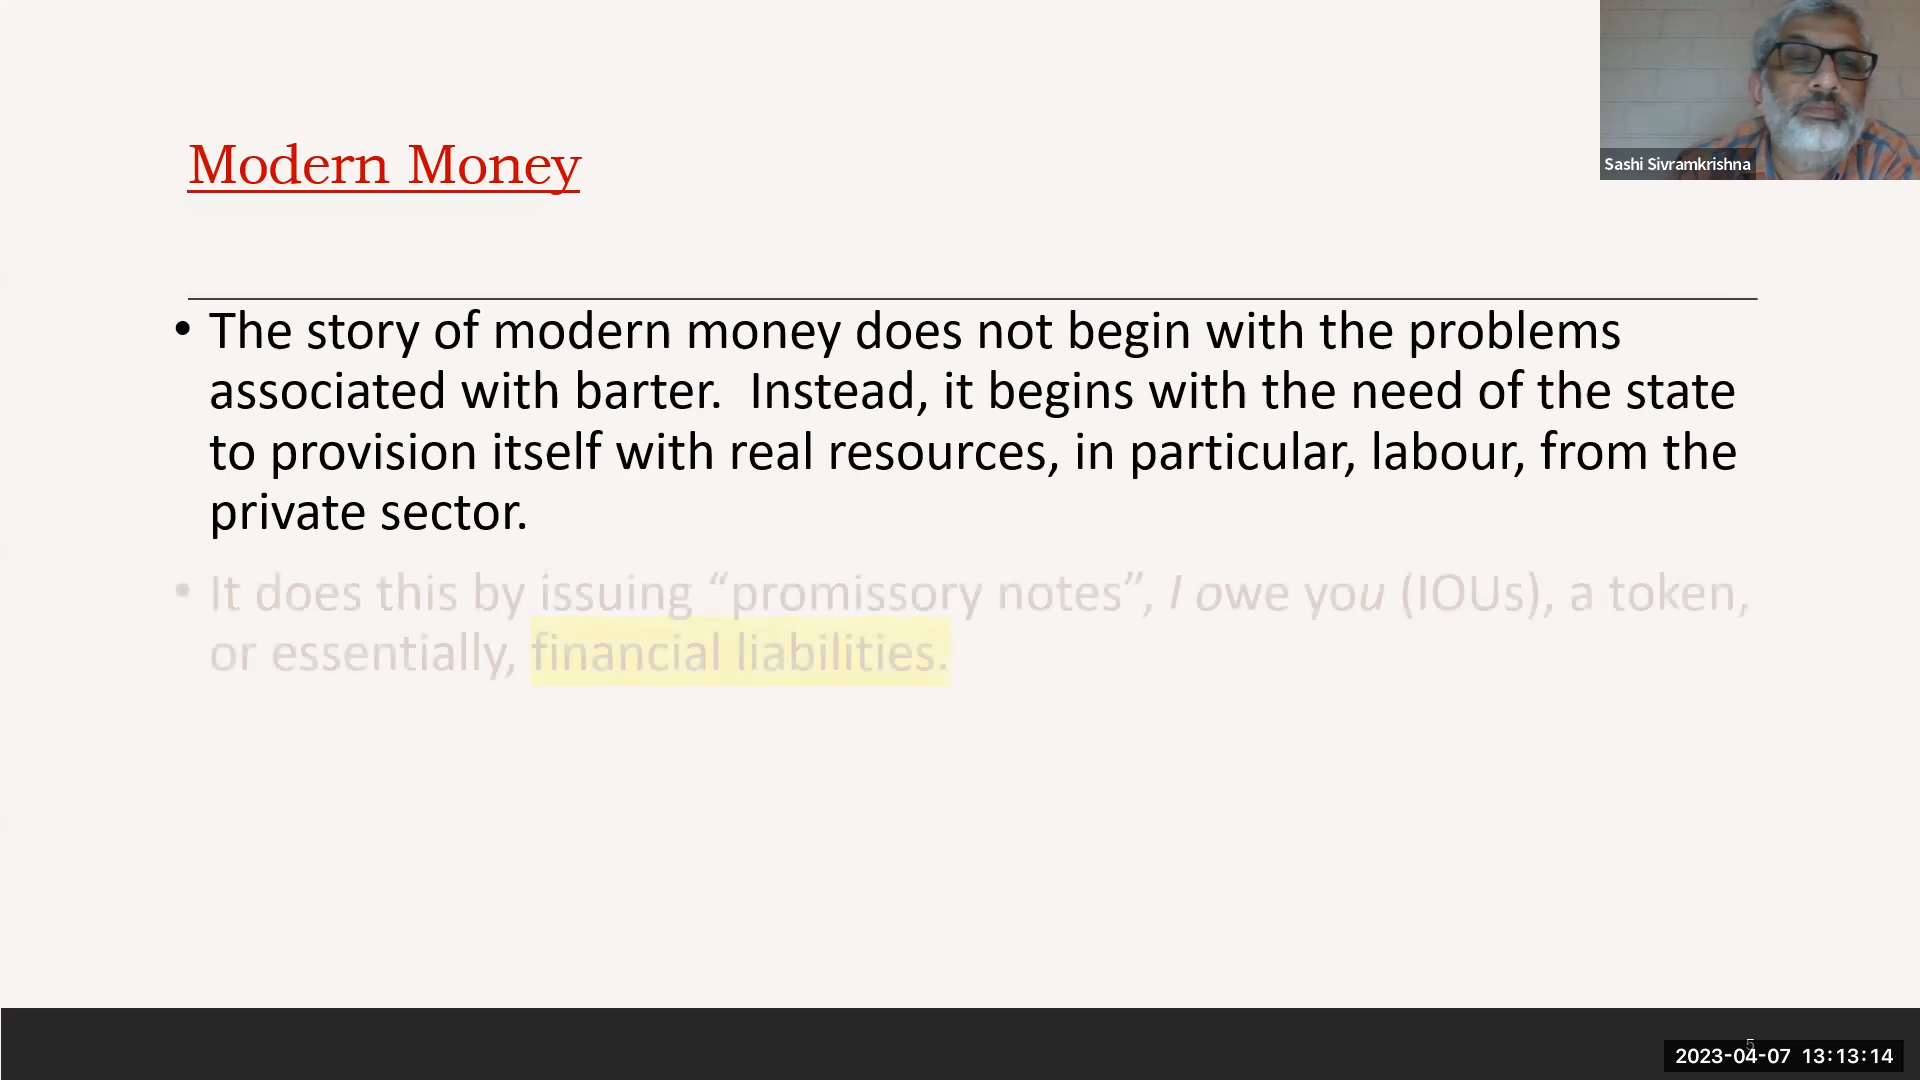 Sashi Sivramkrishna
Modern Money
• The story of modern money does not begin with the problems
associated with barter.  Instead, it begins with the need of the state
to provision itself with real resources, in particular, labour, from the
private sector.
• It does this by issuing “promissory notes”, I owe you (IOUs), a token,
or essentially, financial liabilities.
5
2023-04-07 13:13:14